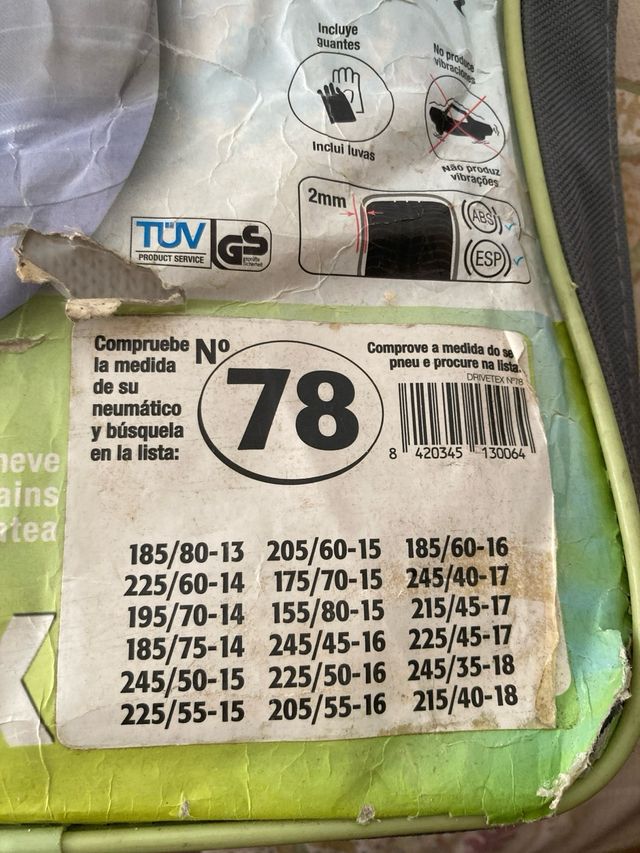 Incluye
guantes
Inclui luvas
No produce
vibraciones
Não produz
vibrações
2mm
ABS
ESP
TÜV
PRODUCT SERVICE
GS
geprüfte
Sicherheit
Compruebe
la medida
de su
neumático
y búsquela
en la lista:
Nº
78
Comprove a medida do
pneu e procure na lista.
DRIVETEX Nº78
8 420345 130064
185/80-13 205/60-15 185/60-16
225/60-14 175/70-15 245/40-17
195/70-14 155/80-15 215/45-17
185/75-14 245/45-16 225/45-17
245/50-15 225/50-16 245/35-18
225/55-15 205/55-16 215/40-18